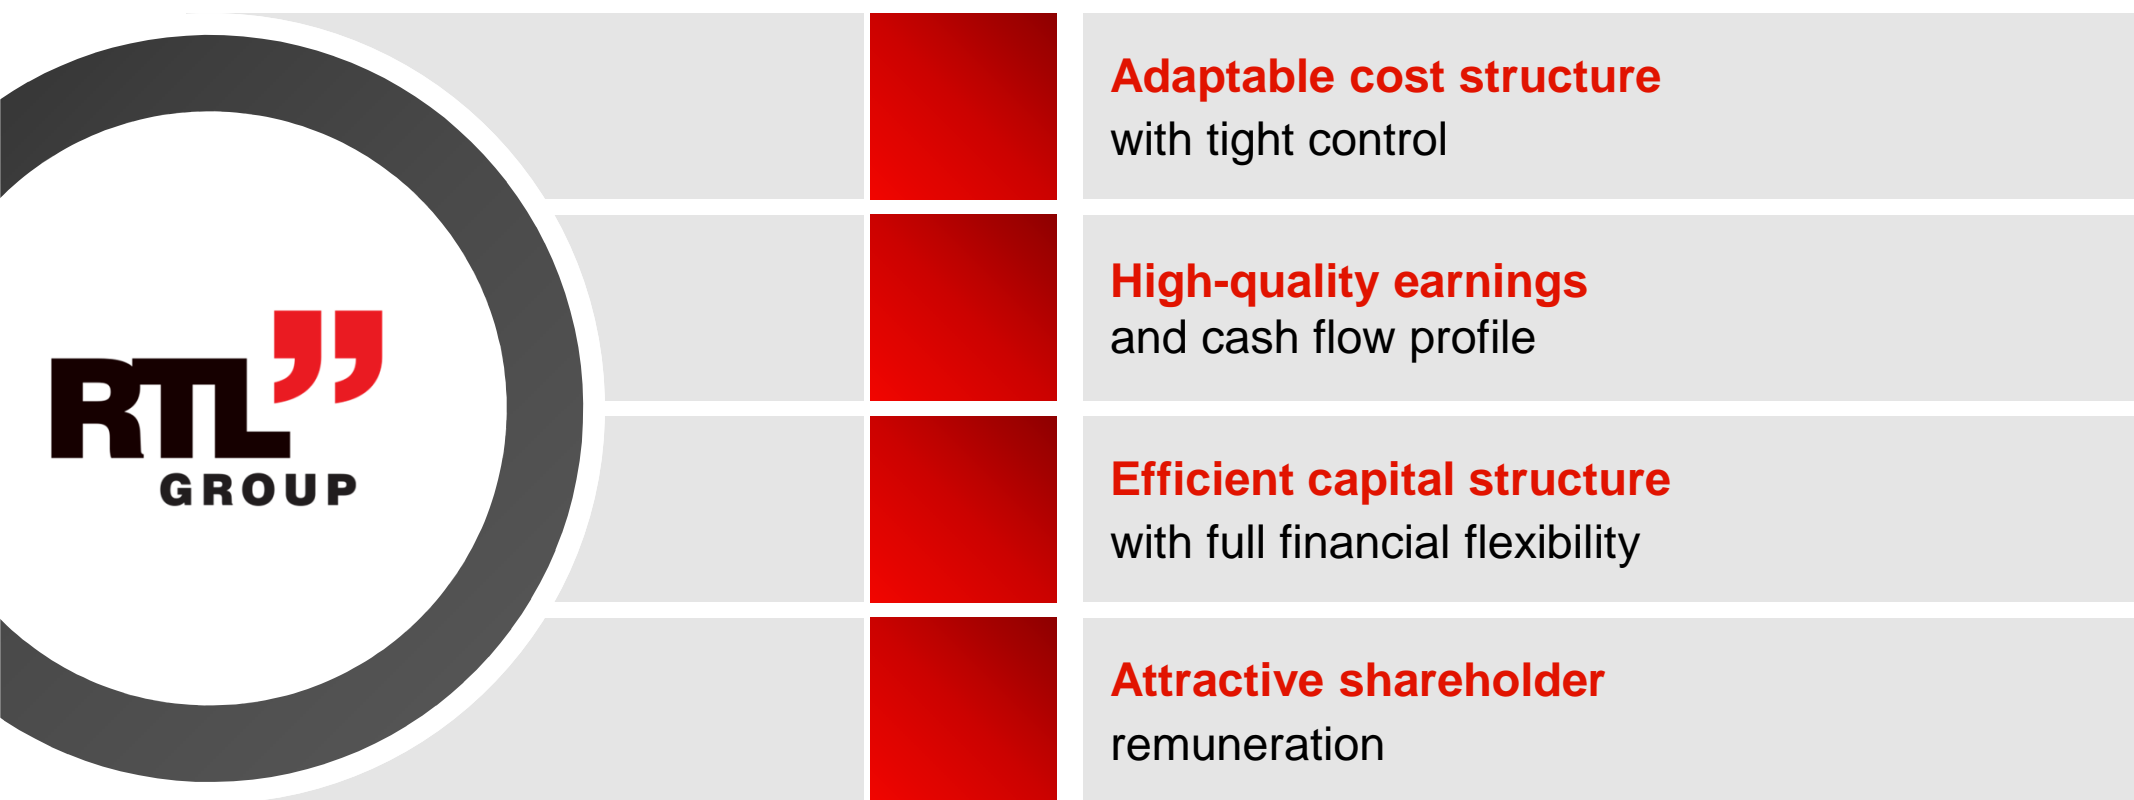 RTL
GROUP
Adaptable cost structure
with tight control
High-quality earnings
and cash flow profile
Efficient capital structure
with full financial flexibility
Attractive shareholder
remuneration